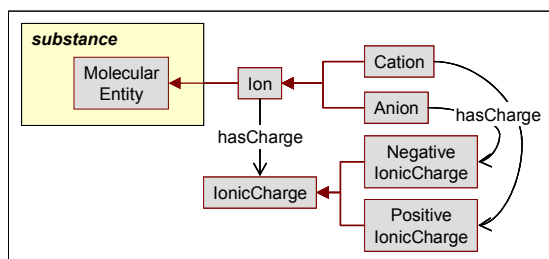 substance
Molecular
Entity
Ion
Cation
Anion
hasCharge
hasCharge
IonicCharge
Negative
IonicCharge
Positive
IonicCharge